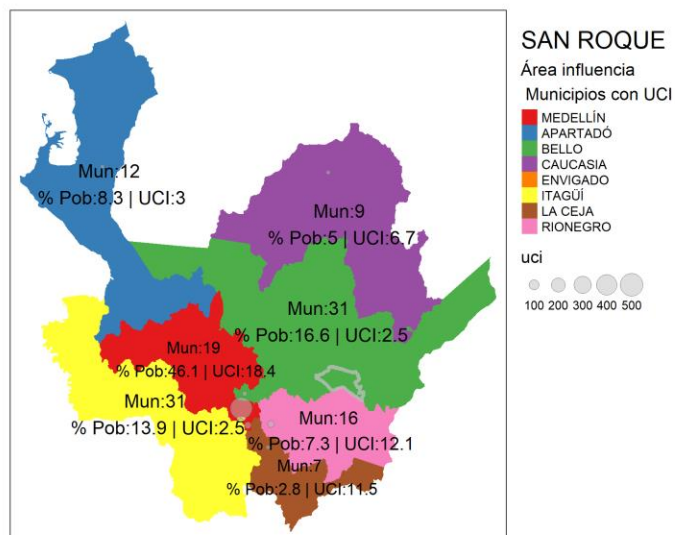 SAN ROQUE
Área influencia
Municipios con UCI
MEDELLÍN
APARTADÓ
BELLO
CAUCASIA
ENVIGADO
ITAGÜÍ
LA CEJA
RIONEGRO
uci
100 200 300 400 500
Mun:12
% Pob:8.3 | UCI:3
Mun:9
% Pob:5 | UCI:6.7
Mun:31
% Pob:16.6 | UCI:2.5
Mun:19
% Pob:46.1 | UCI:18.4
Mun:31
% Pob:13.9 | UCI:2.5
Mun:16
% Pob:7.3 | UCI:12.1
Mun:7
% Pob:2.8 | UCI:11.5